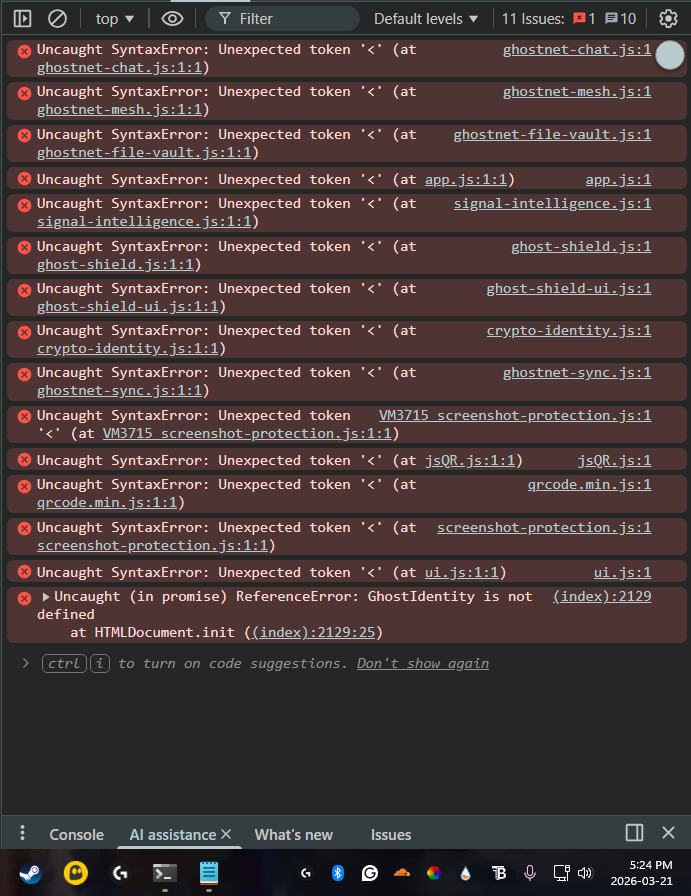 top ▼ Filter Default levels ▼ 11 Issues: 1 10
Uncaught SyntaxError: Unexpected token '<' (at ghostnet-chat.js:1
ghostnet-chat.js:1:1)
Uncaught SyntaxError: Unexpected token '<' (at ghostnet-mesh.js:1
ghostnet-mesh.js:1:1)
Uncaught SyntaxError: Unexpected token '<' (at ghostnet-file-vault.js:1
ghostnet-file-vault.js:1:1)
Uncaught SyntaxError: Unexpected token '<' (at app.js:1:1) app.js:1
Uncaught SyntaxError: Unexpected token '<' (at signal-intelligence.js:1
signal-intelligence.js:1:1)
Uncaught SyntaxError: Unexpected token '<' (at ghost-shield.js:1
ghost-shield.js:1:1)
Uncaught SyntaxError: Unexpected token '<' (at ghost-shield-ui.js:1
ghost-shield-ui.js:1:1)
Uncaught SyntaxError: Unexpected token '<' (at crypto-identity.js:1
crypto-identity.js:1:1)
Uncaught SyntaxError: Unexpected token '<' (at ghostnet-sync.js:1
ghostnet-sync.js:1:1)
Uncaught SyntaxError: Unexpected token VM3715 screenshot-protection.js:1
'<' (at VM3715 screenshot-protection.js:1:1)
Uncaught SyntaxError: Unexpected token '<' (at jsQR.js:1:1) jsQR.js:1
Uncaught SyntaxError: Unexpected token '<' (at qrcode.min.js:1
qrcode.min.js:1:1)
Uncaught SyntaxError: Unexpected token '<' (at screenshot-protection.js:1
screenshot-protection.js:1:1)
Uncaught SyntaxError: Unexpected token '<' (at ui.js:1:1) ui.js:1
Uncaught (in promise) ReferenceError: GhostIdentity is not (index):2129
defined
at HTMLDocument.init ((index):2129:25)
ctrl i to turn on code suggestions. Don't show again
Console AI assistance What's new Issues
5:24 PM
2026-03-21